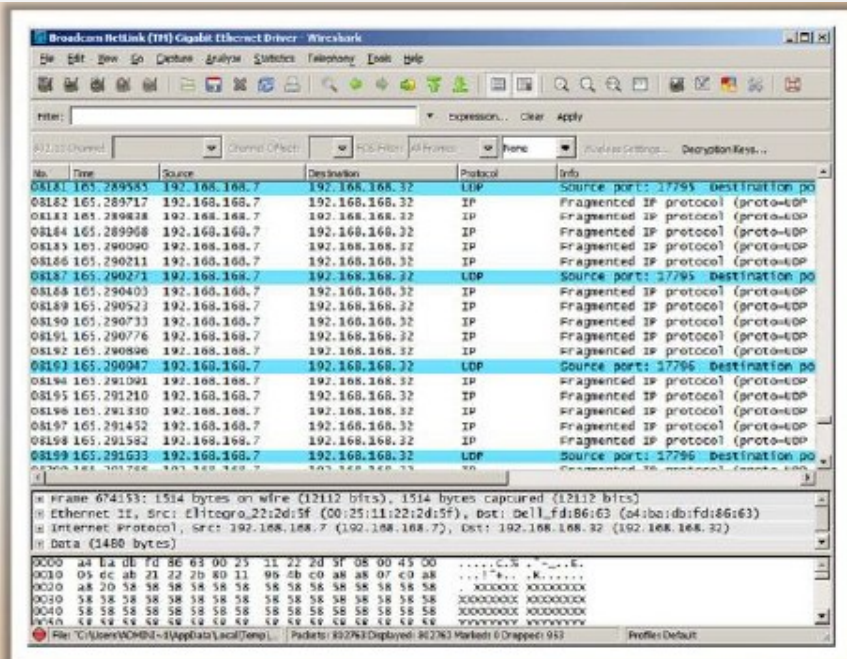 Broadcom NetLink (TM) Gigabit Ethernet Driver - Wireshark
File Edit View Go Capture Analyze Statistics Telephony Tools Help
Filter: Expression... Clear Apply
802.11 Channel: Channel Offset: FCS Filter: All Frames None Wireless Settings... Decryption Keys...
No. Time Source Destination Protocol Info
08181 165.289585 192.168.168.7 192.168.168.32 UDP Source port: 17795 Destination po
08182 165.289717 192.168.168.7 192.168.168.32 IP Fragmented IP protocol (proto=UDP
08183 165.289838 192.168.168.7 192.168.168.32 IP Fragmented IP protocol (proto=UDP
08184 165.289968 192.168.168.7 192.168.168.32 IP Fragmented IP protocol (proto=UDP
08185 165.290090 192.168.168.7 192.168.168.32 IP Fragmented IP protocol (proto=UDP
08186 165.290211 192.168.168.7 192.168.168.32 IP Fragmented IP protocol (proto=UDP
08187 165.290271 192.168.168.7 192.168.168.32 UDP Source port: 17795 Destination po
08188 165.290403 192.168.168.7 192.168.168.32 IP Fragmented IP protocol (proto=UDP
08189 165.290523 192.168.168.7 192.168.168.32 IP Fragmented IP protocol (proto=UDP
08190 165.290733 192.168.168.7 192.168.168.32 IP Fragmented IP protocol (proto=UDP
08191 165.290776 192.168.168.7 192.168.168.32 IP Fragmented IP protocol (proto=UDP
08192 165.290896 192.168.168.7 192.168.168.32 IP Fragmented IP protocol (proto=UDP
08193 165.290947 192.168.168.7 192.168.168.32 UDP Source port: 17796 Destination po
08194 165.291091 192.168.168.7 192.168.168.32 IP Fragmented IP protocol (proto=UDP
08195 165.291210 192.168.168.7 192.168.168.32 IP Fragmented IP protocol (proto=UDP
08196 165.291330 192.168.168.7 192.168.168.32 IP Fragmented IP protocol (proto=UDP
08197 165.291452 192.168.168.7 192.168.168.32 IP Fragmented IP protocol (proto=UDP
08198 165.291582 192.168.168.7 192.168.168.32 IP Fragmented IP protocol (proto=UDP
08199 165.291633 192.168.168.7 192.168.168.32 UDP Source port: 17796 Destination po
Frame 674153: 1514 bytes on wire (12112 bits), 1514 bytes captured (12112 bits)
Ethernet II, Src: Elitegro_22:2d:5f (00:25:11:22:2d:5f), Dst: Dell_fd:86:63 (a4:ba:db:fd:86:63)
Internet Protocol, Src: 192.168.168.7 (192.168.168.7), Dst: 192.168.168.32 (192.168.168.32)
Data (1480 bytes)
0000 a4 ba db fd 86 63 00 25 11 22 2d 5f 08 00 45 00 .....c.% ."-_..E.
0010 05 dc ab 21 22 2b 80 11 96 4b c0 a8 a8 07 c0 a8 ...!"+.. .K......
0020 a8 20 58 58 58 58 58 58 58 58 58 58 58 58 58 58 . XXXXXX XXXXXXXX
0030 58 58 58 58 58 58 58 58 58 58 58 58 58 58 58 58 XXXXXXXX XXXXXXXX
0040 58 58 58 58 58 58 58 58 58 58 58 58 58 58 58 58 XXXXXXXX XXXXXXXX
File: "C:\Users\ADMINI~1\AppData\Local\Temp\... Packets: 802763 Displayed: 802763 Marked: 0 Dropped: 953 Profile: Default